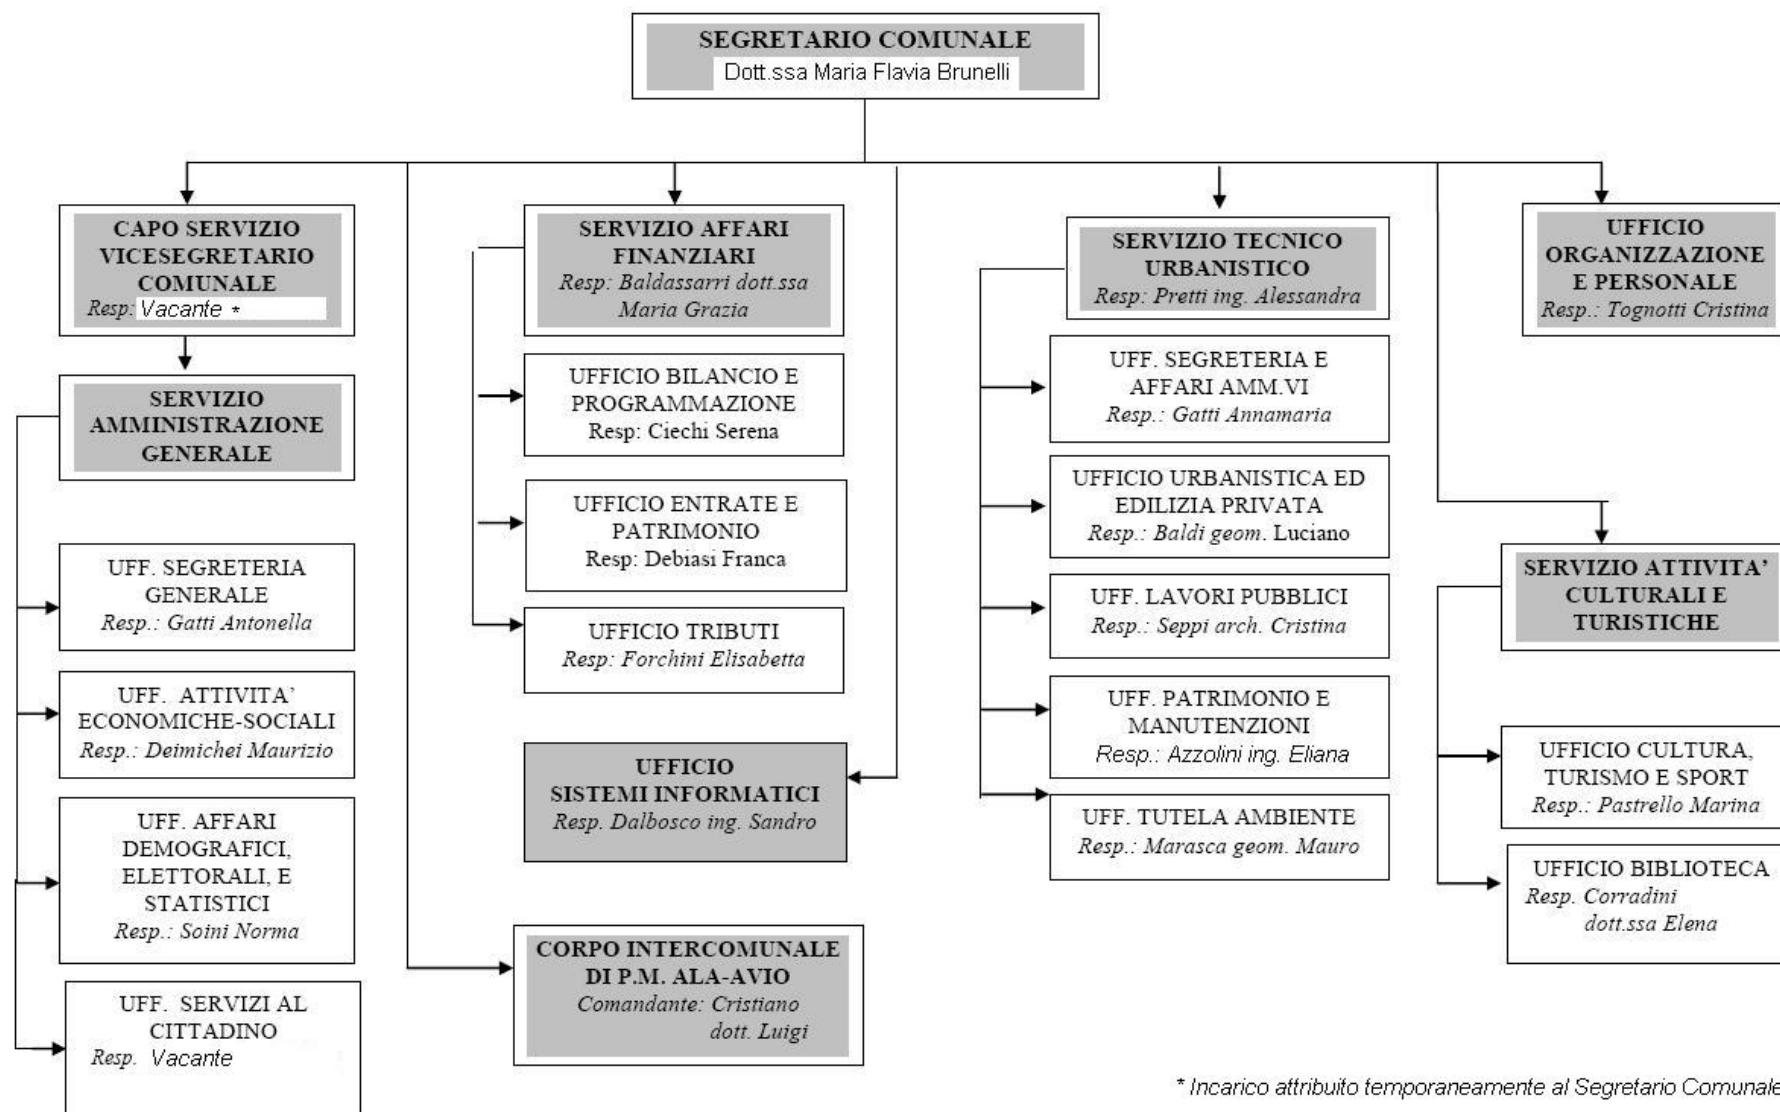 SEGRETARIO COMUNALE
Dott.ssa Maria Flavia Brunelli
CAPO SERVIZIO
VICESEGRETARIO
COMUNALE
Resp: Vacante *
SERVIZIO
AMMINISTRAZIONE
GENERALE
UFF. SEGRETERIA
GENERALE
Resp.: Gatti Antonella
UFF. ATTIVITA'
ECONOMICHE-SOCIALI
Resp.: Deimichei Maurizio
UFF. AFFARI
DEMOGRAFICI,
ELETTORALI, E
STATISTICI
Resp.: Soini Norma
UFF. SERVIZI AL
CITTADINO
Resp. Vacante
SERVIZIO AFFARI
FINANZIARI
Resp: Baldassarri dott.ssa
Maria Grazia
UFFICIO BILANCIO E
PROGRAMMAZIONE
Resp: Ciechi Serena
UFFICIO ENTRATE E
PATRIMONIO
Resp: Debiasi Franca
UFFICIO TRIBUTI
Resp: Forchini Elisabetta
UFFICIO
SISTEMI INFORMATICI
Resp. Dalbosco ing. Sandro
CORPO INTERCOMUNALE
DI P.M. ALA-AVIO
Comandante: Cristiano
dott. Luigi
SERVIZIO TECNICO
URBANISTICO
Resp: Pretti ing. Alessandra
UFF. SEGRETERIA E
AFFARI AMM.VI
Resp.: Gatti Annamaria
UFFICIO URBANISTICA ED
EDILIZIA PRIVATA
Resp.: Baldi geom. Luciano
UFF. LAVORI PUBBLICI
Resp.: Seppi arch. Cristina
UFF. PATRIMONIO E
MANUTENZIONI
Resp.: Azzolini ing. Eliana
UFF. TUTELA AMBIENTE
Resp.: Marasca geom. Mauro
UFFICIO
ORGANIZZAZIONE
E PERSONALE
Resp.: Tognotti Cristina
SERVIZIO ATTIVITA'
CULTURALI E
TURISTICHE
UFFICIO CULTURA,
TURISMO E SPORT
Resp.: Pastrello Marina
UFFICIO BIBLIOTECA
Resp. Corradini
dott.ssa Elena
* Incarico attribuito temporaneamente al Segretario Comunale